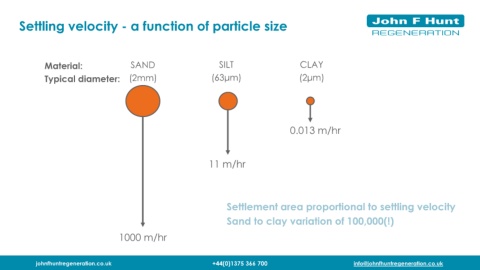 Settling velocity - a function of particle size
John F Hunt
REGENERATION
Material: SAND SILT CLAY
Typical diameter: (2mm) (63µm) (2µm)
0.013 m/hr
11 m/hr
Settlement area proportional to settling velocity
Sand to clay variation of 100,000(!)
1000 m/hr
johnfhuntregeneration.co.uk +44(0)1375 366 700 info@johnfhuntregeneration.co.uk